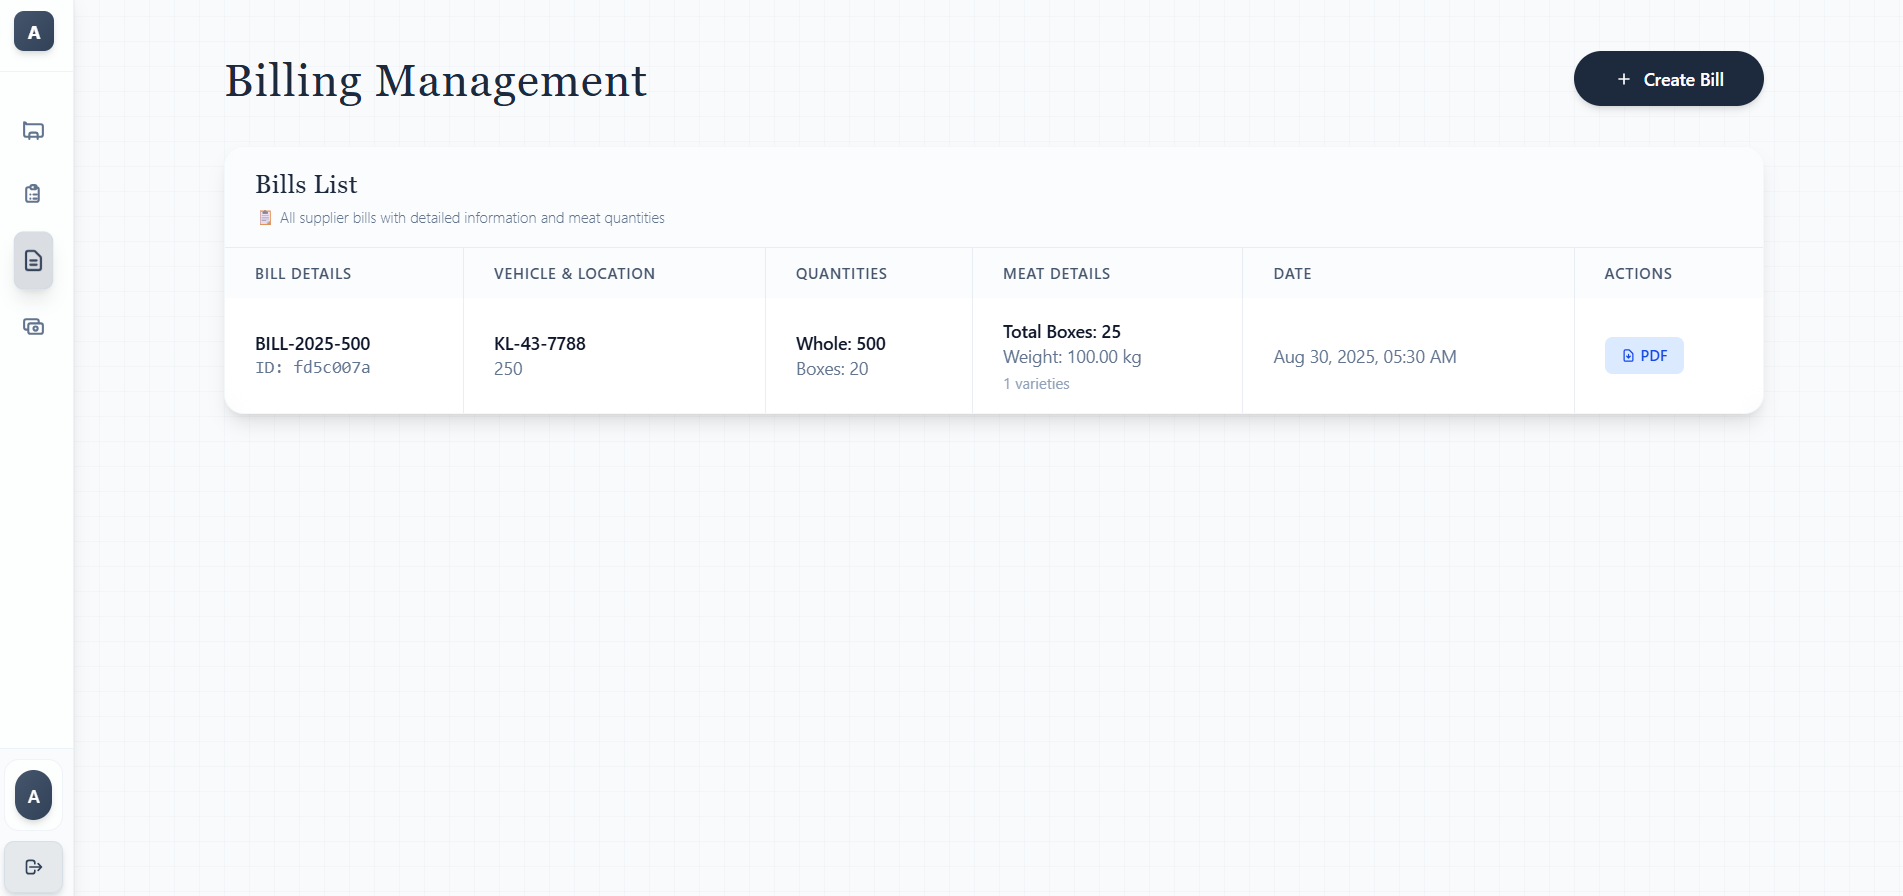 A
Billing Management
+ Create Bill
Bills List
📋 All supplier bills with detailed information and meat quantities
BILL DETAILS
VEHICLE & LOCATION
QUANTITIES
MEAT DETAILS
DATE
ACTIONS
BILL-2025-500
ID: fd5c007a
KL-43-7788
250
Whole: 500
Boxes: 20
Total Boxes: 25
Weight: 100.00 kg
1 varieties
Aug 30, 2025, 05:30 AM
PDF
A